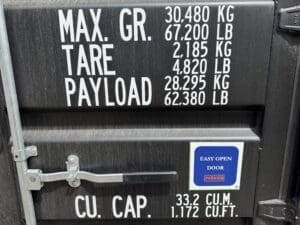 MAX. GR. 30.480 KG
67.200 LB
TARE 2.185 KG
4.820 LB
PAYLOAD 28.295 KG
62.380 LB
EASY OPEN
DOOR
CU. CAP. 33.2 CU.M.
1.172 CU.FT.